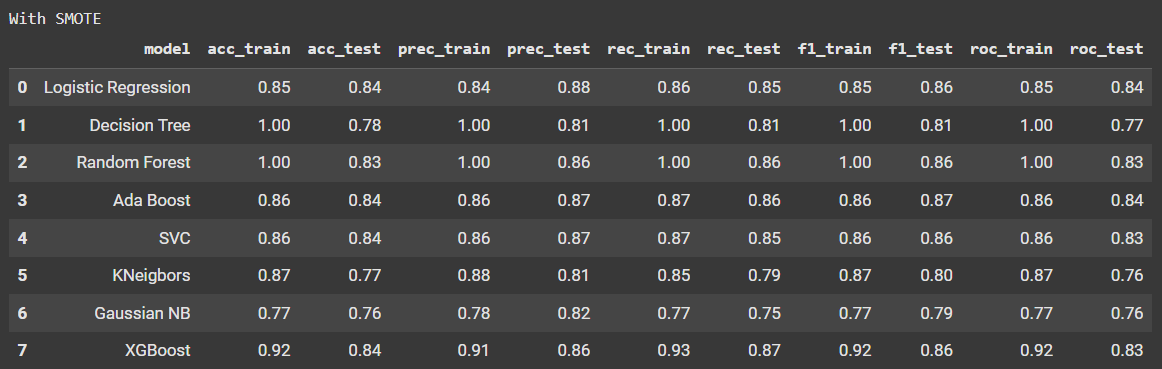 With SMOTE
model acc_train acc_test prec_train prec_test rec_train rec_test f1_train f1_test roc_train roc_test
0 Logistic Regression 0.85 0.84 0.84 0.88 0.86 0.85 0.85 0.86 0.85 0.84
1 Decision Tree 1.00 0.78 1.00 0.81 1.00 0.81 1.00 0.81 1.00 0.77
2 Random Forest 1.00 0.83 1.00 0.86 1.00 0.86 1.00 0.86 1.00 0.83
3 Ada Boost 0.86 0.84 0.86 0.87 0.87 0.86 0.86 0.87 0.86 0.84
4 SVC 0.86 0.84 0.86 0.87 0.87 0.85 0.86 0.86 0.86 0.83
5 KNeigbors 0.87 0.77 0.88 0.81 0.85 0.79 0.87 0.80 0.87 0.76
6 Gaussian NB 0.77 0.76 0.78 0.82 0.77 0.75 0.77 0.79 0.77 0.76
7 XGBoost 0.92 0.84 0.91 0.86 0.93 0.87 0.92 0.86 0.92 0.83